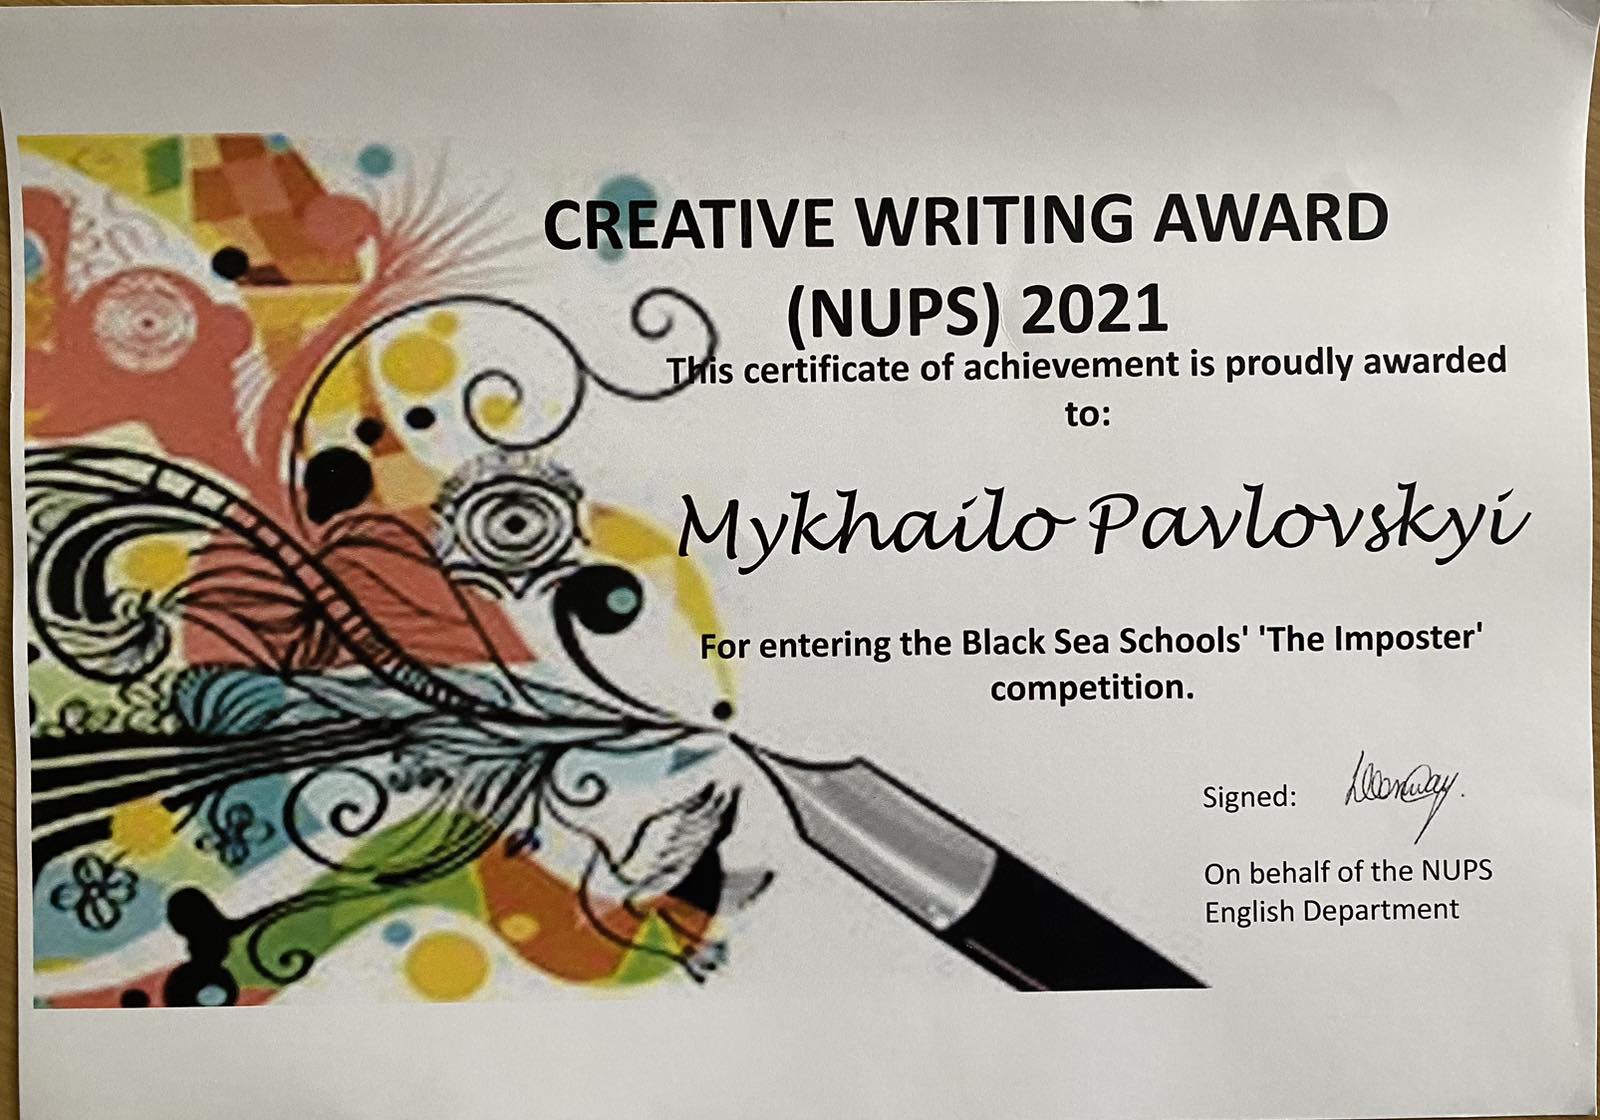 CREATIVE WRITING AWARD
(NUPS) 2021
This certificate of achievement is proudly awarded
to:
Mykhailo Pavlovskyi
For entering the Black Sea Schools' 'The Imposter'
competition.
Signed:
On behalf of the NUPS
English Department